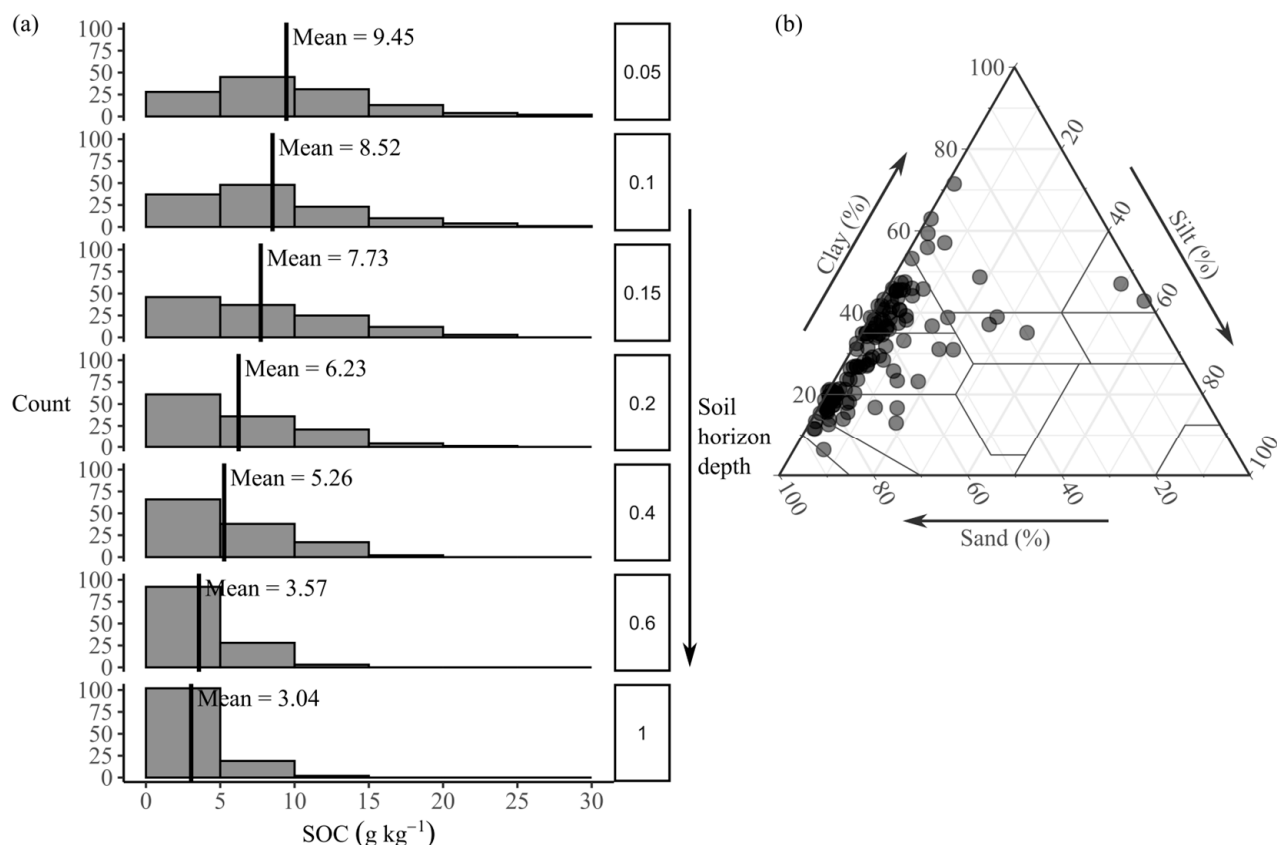 (a)
100
75
50
25
0
Mean = 9.45
0.05
100
75
50
25
0
Mean = 8.52
0.1
100
75
50
25
0
Mean = 7.73
0.15
100
75
50
25
0
Mean = 6.23
0.2
100
75
50
25
0
Mean = 5.26
0.4
100
75
50
25
0
Mean = 3.57
0.6
100
75
50
25
0
Mean = 3.04
1
Count
0 5 10 15 20 25 30
SOC (g kg⁻¹)
Soil
horizon
depth
(b)
100
80
60
40
20
Clay (%)
20
40
60
80
100
Silt (%)
100 80 60 40 20
Sand (%)